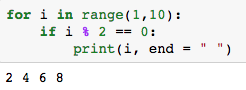 for i in range(1,10):
    if i % 2 == 0:
        print(i, end = " ")
2 4 6 8